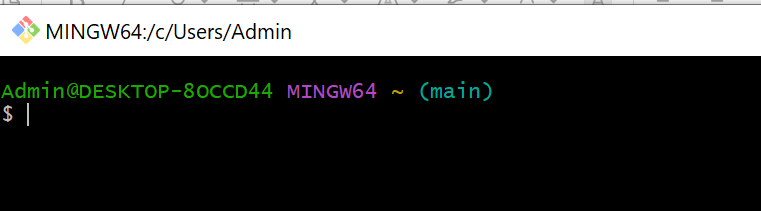 MINGW64:/c/Users/Admin
Admin@DESKTOP-8OCCD44 MINGW64 ~ (main)
$